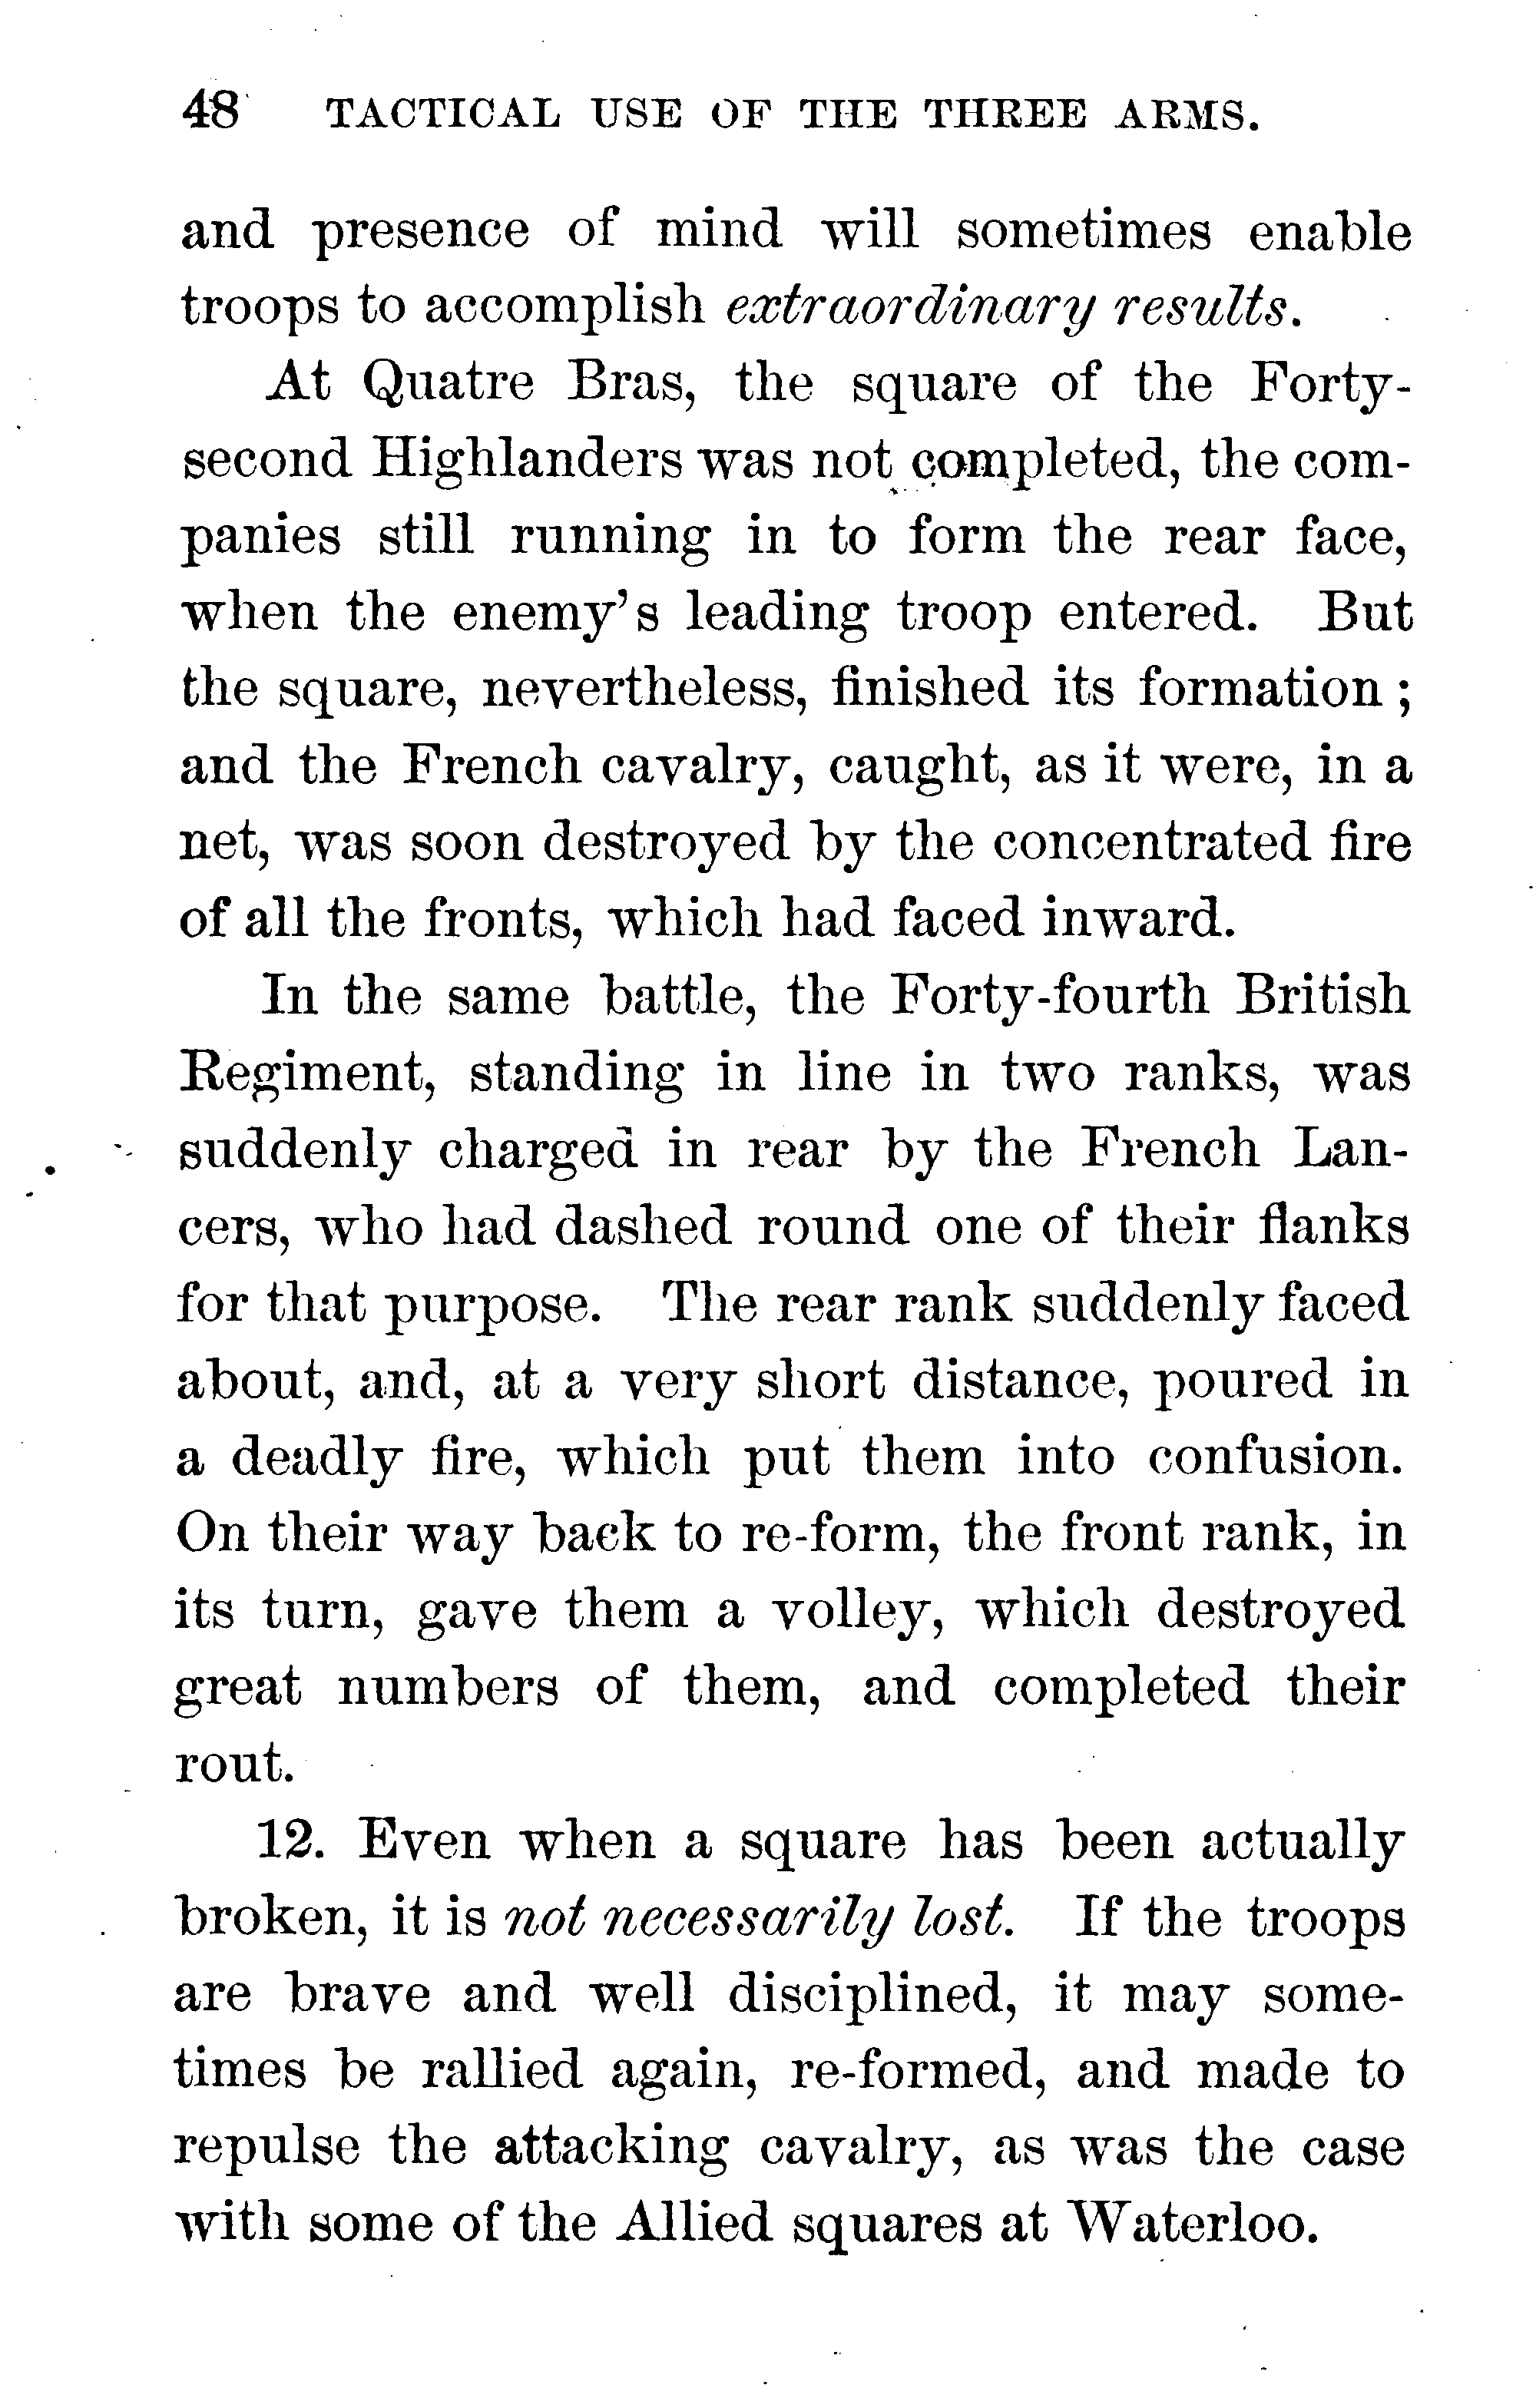 48 TACTICAL USE OF THE THREE ARMS.
and presence of mind will sometimes enable
troops to accomplish extraordinary results.
At Quatre Bras, the square of the Forty-
second Highlanders was not completed, the com-
panies still running in to form the rear face,
when the enemy's leading troop entered. But
the square, nevertheless, finished its formation ;
and the French cavalry, caught, as it were, in a
net, was soon destroyed by the concentrated fire
of all the fronts, which had faced inward.
In the same battle, the Forty-fourth British
Regiment, standing in line in two ranks, was
suddenly charged in rear by the French Lan-
cers, who had dashed round one of their flanks
for that purpose. The rear rank suddenly faced
about, and, at a very short distance, poured in
a deadly fire, which put them into confusion.
On their way back to re-form, the front rank, in
its turn, gave them a volley, which destroyed
great numbers of them, and completed their
rout.
12. Even when a square has been actually
broken, it is not necessarily lost. If the troops
are brave and well disciplined, it may some-
times be rallied again, re-formed, and made to
repulse the attacking cavalry, as was the case
with some of the Allied squares at Waterloo.